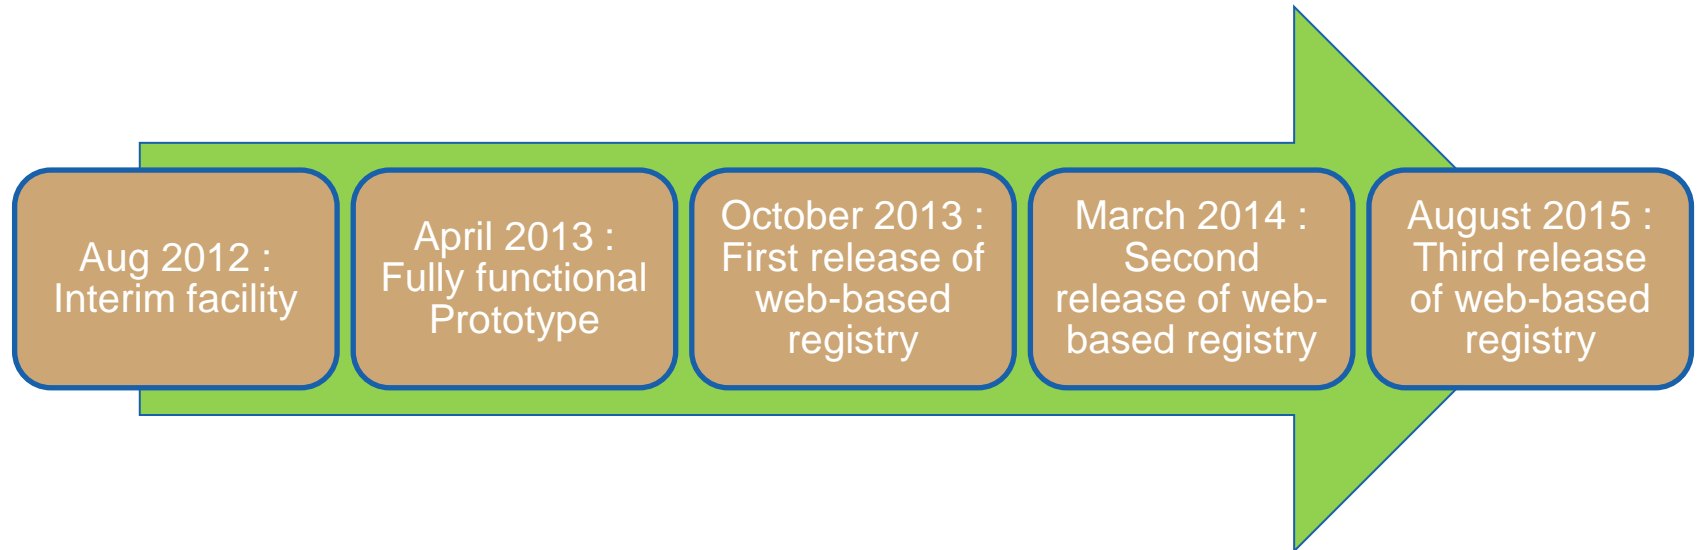 Aug 2012 :
Interim facility
April 2013 :
Fully functional
Prototype
October 2013 :
First release of
web-based
registry
March 2014 :
Second
release of web-
based registry
August 2015 :
Third release
of web-based
registry